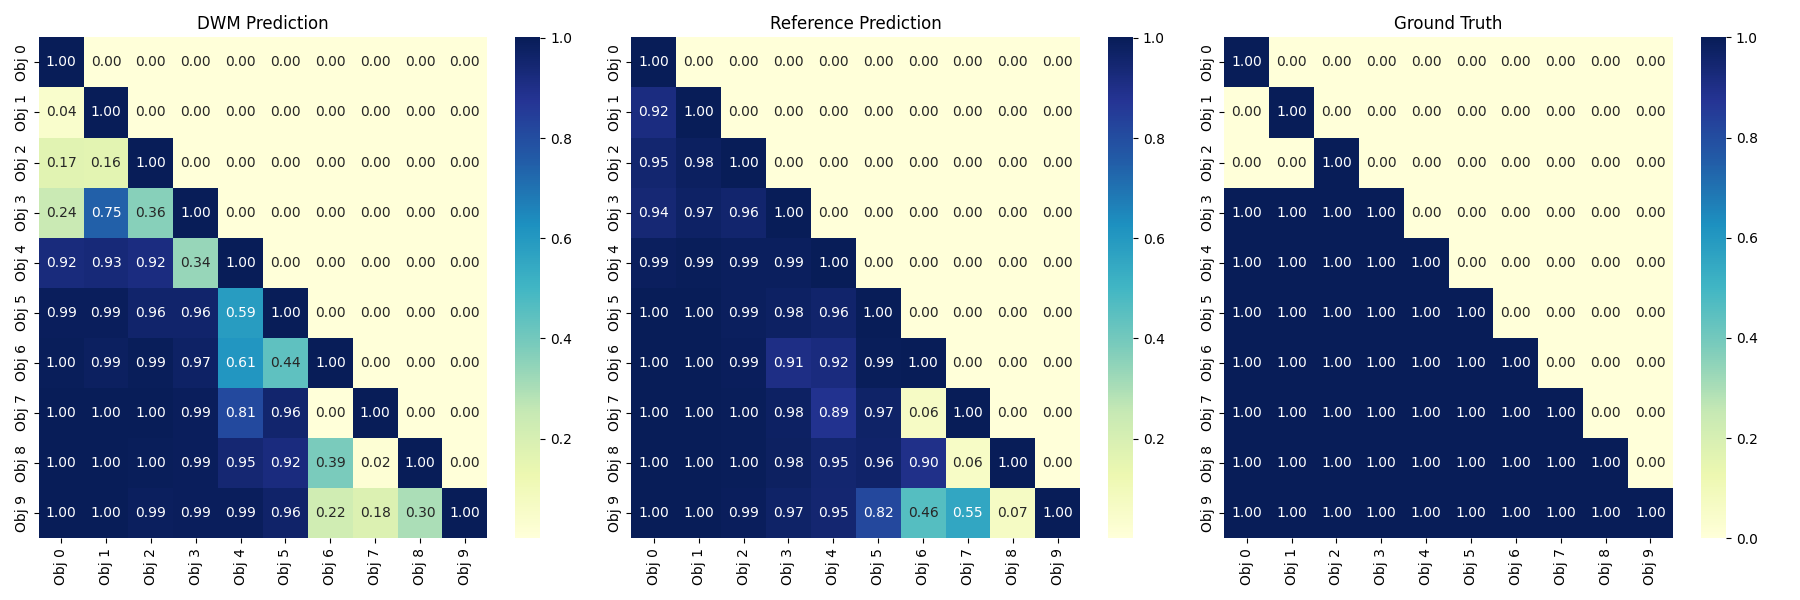 DWM Prediction
Obj 0 1.00 0.00 0.00 0.00 0.00 0.00 0.00 0.00 0.00 0.00
Obj 1 0.04 1.00 0.00 0.00 0.00 0.00 0.00 0.00 0.00 0.00
Obj 2 0.17 0.16 1.00 0.00 0.00 0.00 0.00 0.00 0.00 0.00
Obj 3 0.24 0.75 0.36 1.00 0.00 0.00 0.00 0.00 0.00 0.00
Obj 4 0.92 0.93 0.92 0.34 1.00 0.00 0.00 0.00 0.00 0.00
Obj 5 0.99 0.99 0.96 0.96 0.59 1.00 0.00 0.00 0.00 0.00
Obj 6 1.00 0.99 0.99 0.97 0.61 0.44 1.00 0.00 0.00 0.00
Obj 7 1.00 1.00 1.00 0.99 0.81 0.96 0.00 1.00 0.00 0.00
Obj 8 1.00 1.00 1.00 0.99 0.95 0.92 0.39 0.02 1.00 0.00
Obj 9 1.00 1.00 0.99 0.99 0.99 0.96 0.22 0.18 0.30 1.00
Obj 0 Obj 1 Obj 2 Obj 3 Obj 4 Obj 5 Obj 6 Obj 7 Obj 8 Obj 9
1.0
0.8
0.6
0.4
0.2
Reference Prediction
Obj 0 1.00 0.00 0.00 0.00 0.00 0.00 0.00 0.00 0.00 0.00
Obj 1 0.92 1.00 0.00 0.00 0.00 0.00 0.00 0.00 0.00 0.00
Obj 2 0.95 0.98 1.00 0.00 0.00 0.00 0.00 0.00 0.00 0.00
Obj 3 0.94 0.97 0.96 1.00 0.00 0.00 0.00 0.00 0.00 0.00
Obj 4 0.99 0.99 0.99 0.99 1.00 0.00 0.00 0.00 0.00 0.00
Obj 5 1.00 1.00 0.99 0.98 0.96 1.00 0.00 0.00 0.00 0.00
Obj 6 1.00 1.00 0.99 0.91 0.92 0.99 1.00 0.00 0.00 0.00
Obj 7 1.00 1.00 1.00 0.98 0.89 0.97 0.06 1.00 0.00 0.00
Obj 8 1.00 1.00 1.00 0.98 0.95 0.96 0.90 0.06 1.00 0.00
Obj 9 1.00 1.00 0.99 0.97 0.95 0.82 0.46 0.55 0.07 1.00
Obj 0 Obj 1 Obj 2 Obj 3 Obj 4 Obj 5 Obj 6 Obj 7 Obj 8 Obj 9
1.0
0.8
0.6
0.4
0.2
Ground Truth
Obj 0 1.00 0.00 0.00 0.00 0.00 0.00 0.00 0.00 0.00 0.00
Obj 1 0.00 1.00 0.00 0.00 0.00 0.00 0.00 0.00 0.00 0.00
Obj 2 0.00 0.00 1.00 0.00 0.00 0.00 0.00 0.00 0.00 0.00
Obj 3 1.00 1.00 1.00 1.00 0.00 0.00 0.00 0.00 0.00 0.00
Obj 4 1.00 1.00 1.00 1.00 1.00 0.00 0.00 0.00 0.00 0.00
Obj 5 1.00 1.00 1.00 1.00 1.00 1.00 0.00 0.00 0.00 0.00
Obj 6 1.00 1.00 1.00 1.00 1.00 1.00 1.00 0.00 0.00 0.00
Obj 7 1.00 1.00 1.00 1.00 1.00 1.00 1.00 1.00 0.00 0.00
Obj 8 1.00 1.00 1.00 1.00 1.00 1.00 1.00 1.00 1.00 0.00
Obj 9 1.00 1.00 1.00 1.00 1.00 1.00 1.00 1.00 1.00 1.00
Obj 0 Obj 1 Obj 2 Obj 3 Obj 4 Obj 5 Obj 6 Obj 7 Obj 8 Obj 9
1.0
0.8
0.6
0.4
0.2
0.0